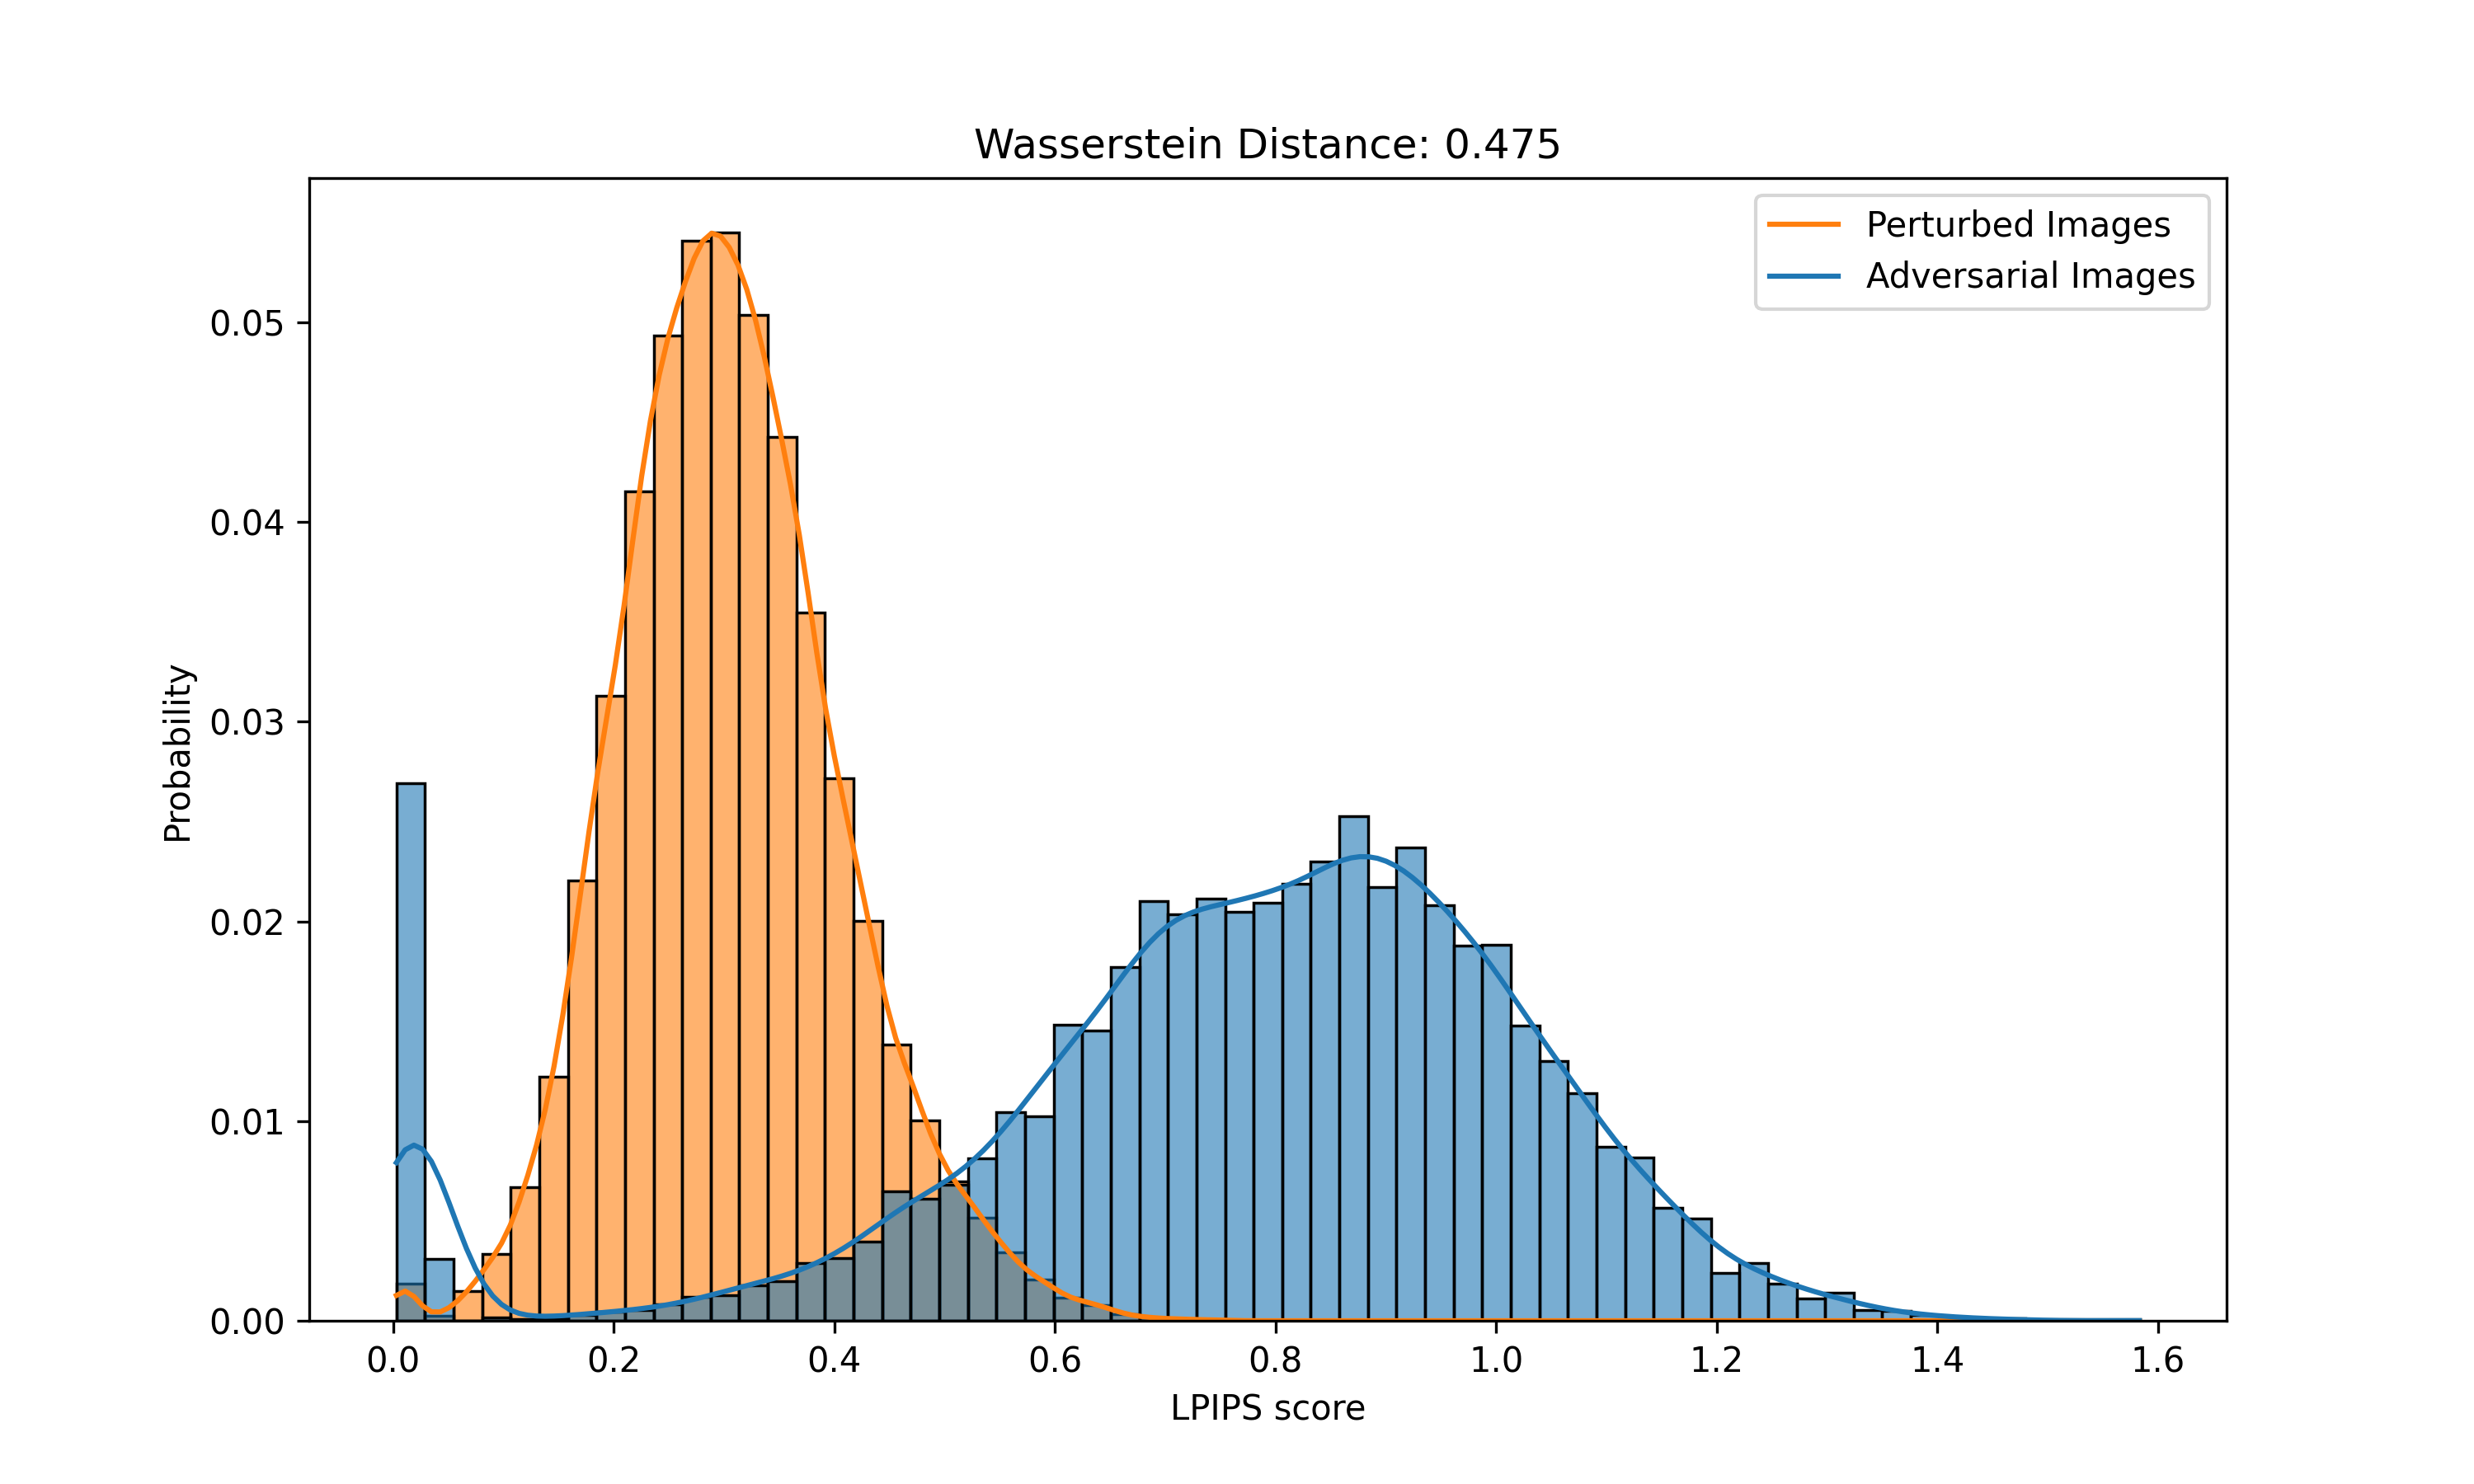 Wasserstein Distance: 0.475
Perturbed Images
Adversarial Images
Probability
0.05
0.04
0.03
0.02
0.01
0.00
0.0 0.2 0.4 0.6 0.8 1.0 1.2 1.4 1.6
LPIPS score